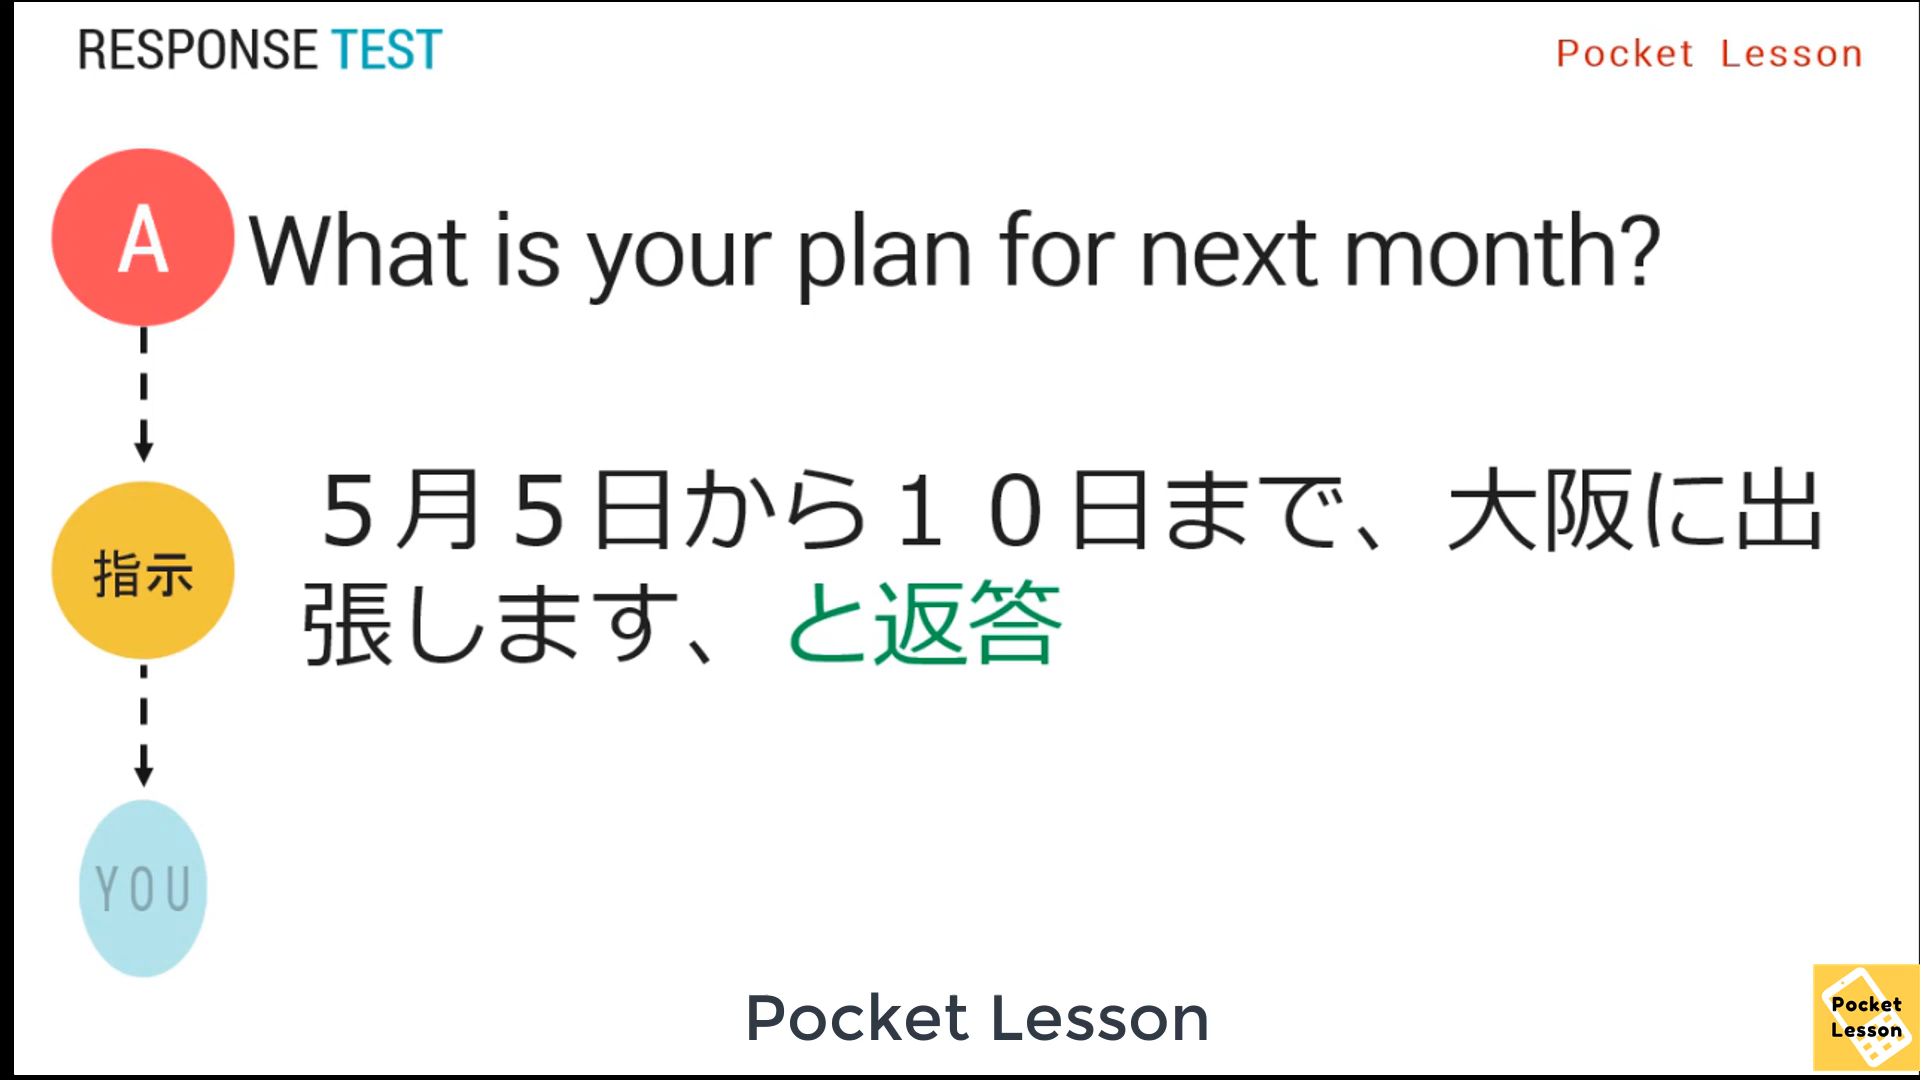 RESPONSE TEST
Pocket Lesson
A
What is your plan for next month?
指示
５月５日から１０日まで、大阪に出
張します、と返答
YOU
Pocket Lesson
Pocket
Lesson